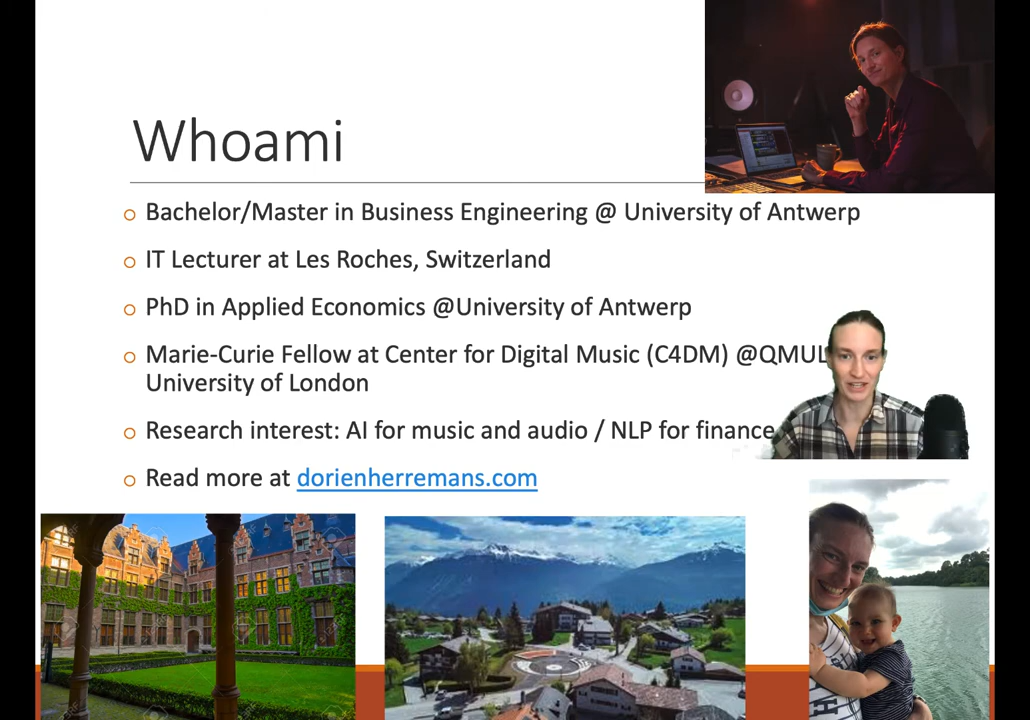 Whoami
Bachelor/Master in Business Engineering @ University of Antwerp
IT Lecturer at Les Roches, Switzerland
PhD in Applied Economics @University of Antwerp
Marie-Curie Fellow at Center for Digital Music (C4DM) @QMUL
University of London
Research interest: AI for music and audio / NLP for finance
Read more at dorienherremans.com